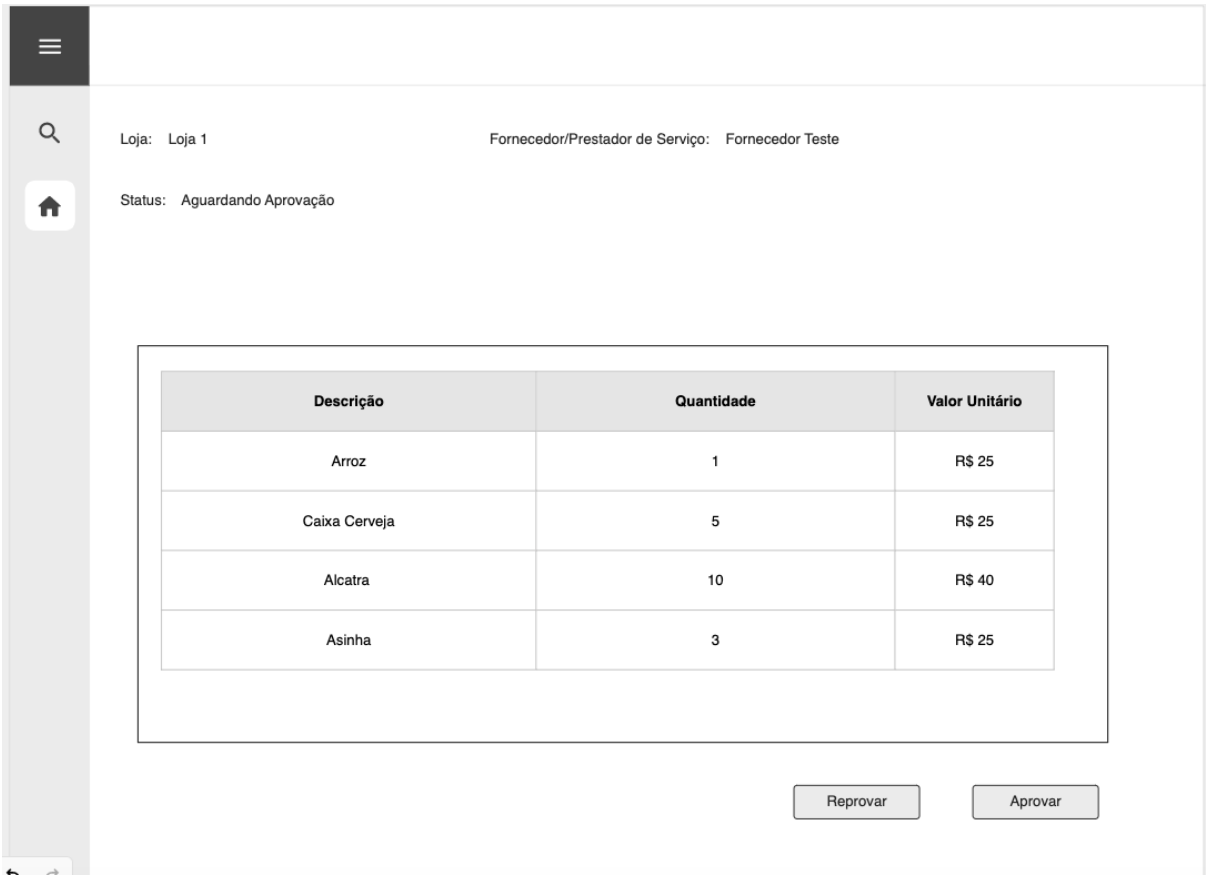 Loja: Loja 1 Fornecedor/Prestador de Serviço: Fornecedor Teste
Status: Aguardando Aprovação
Descrição Quantidade Valor Unitário
Arroz 1 R$ 25
Caixa Cerveja 5 R$ 25
Alcatra 10 R$ 40
Asinha 3 R$ 25
Reprovar Aprovar